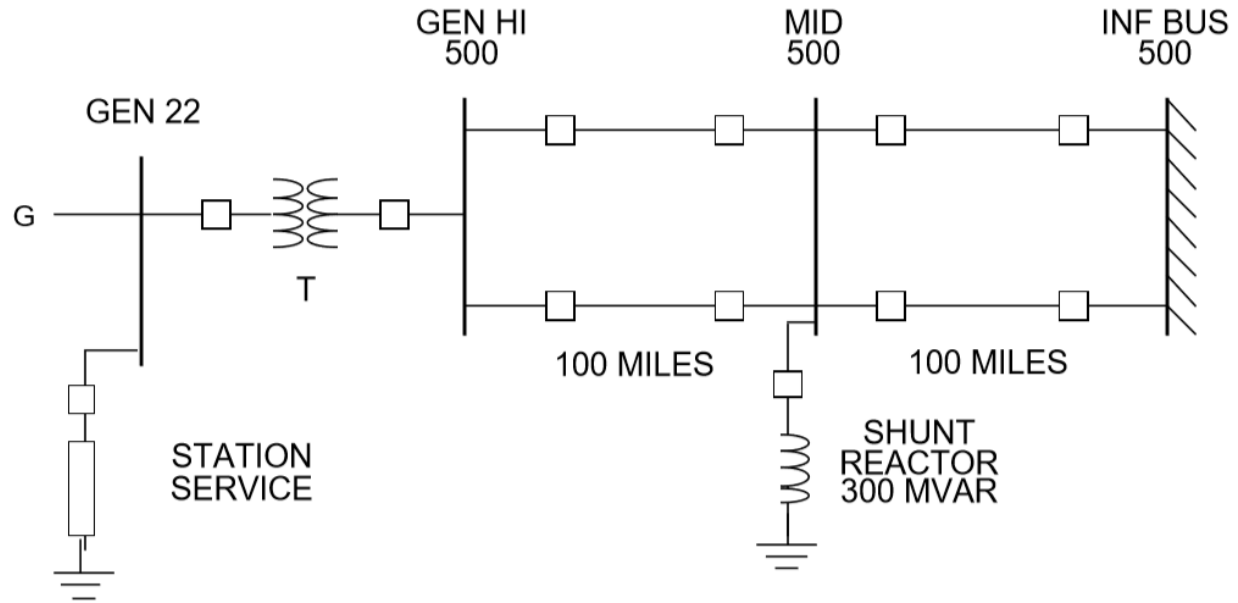 GEN HI
500
MID
500
INF BUS
500
GEN 22
G
T
100 MILES
100 MILES
STATION
SERVICE
SHUNT
REACTOR
300 MVAR